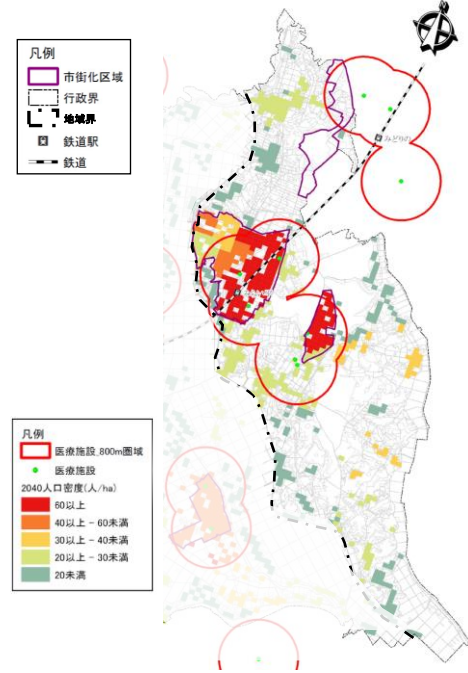 凡例
市街化区域
行政界
地域界
鉄道駅
鉄道
みどりの
凡例
医療施設_800m圏域
医療施設
2040人口密度(人/ha)
60以上
40以上 - 60未満
30以上 - 40未満
20以上 - 30未満
20未満